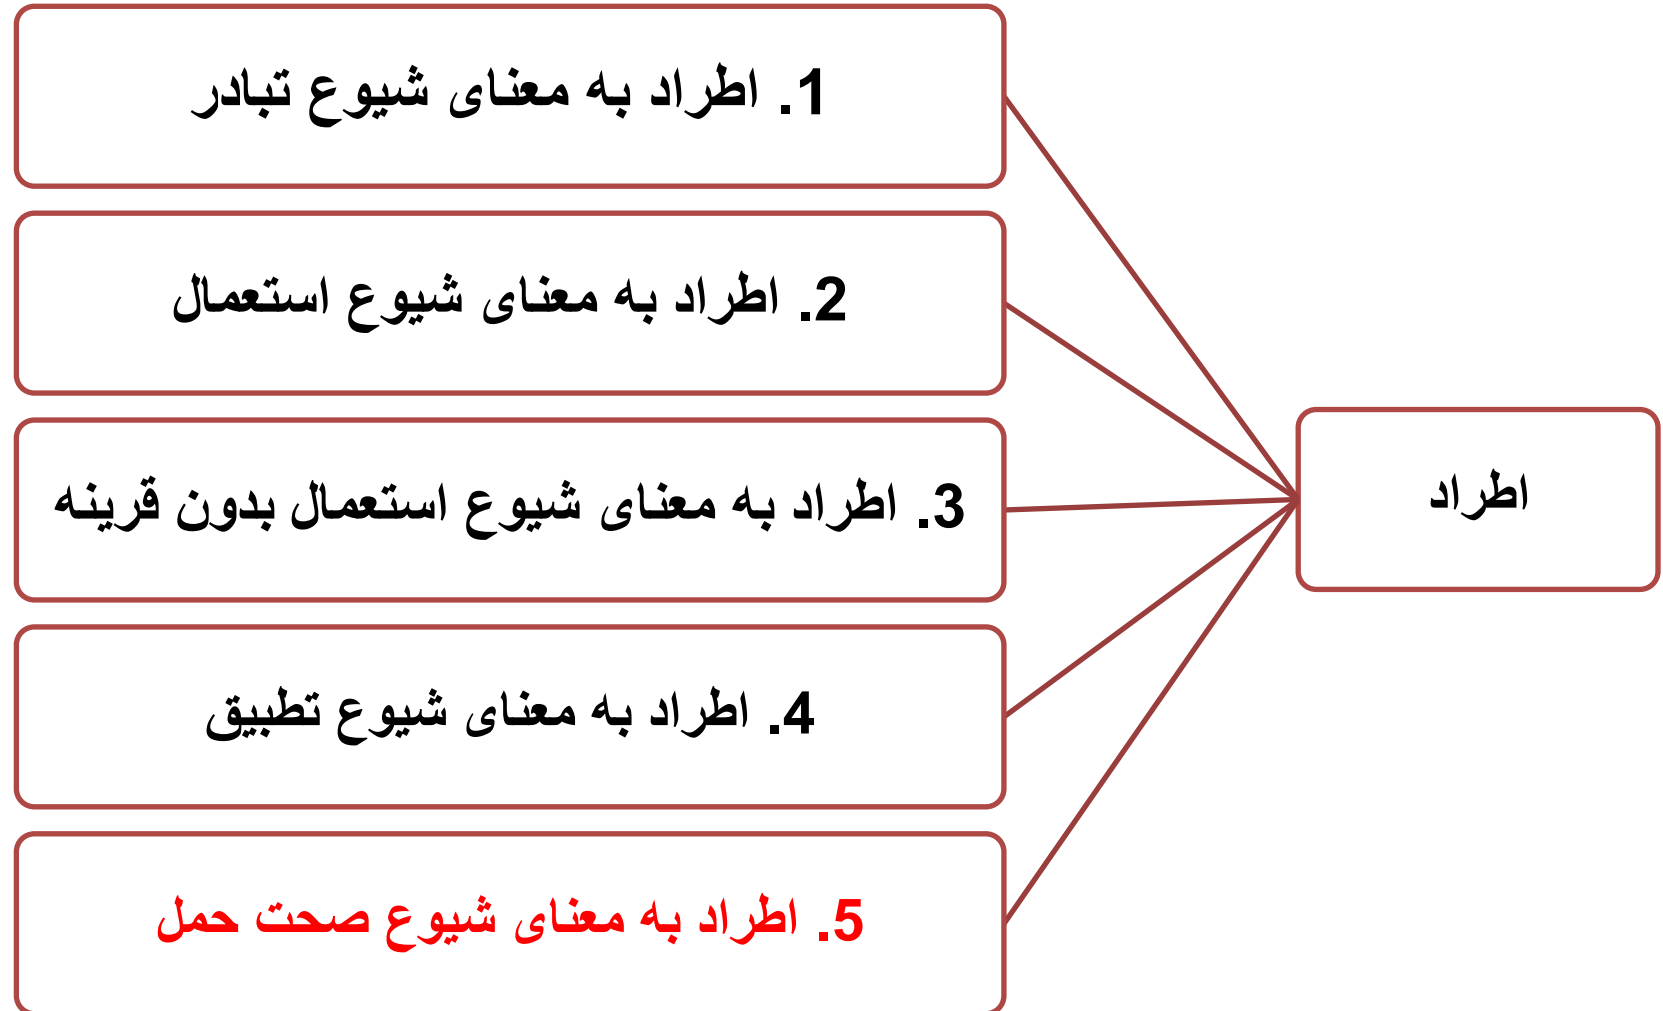 اطراد
1. اطراد به معنای شیوع تبادر
2. اطراد به معنای شیوع استعمال
3. اطراد به معنای شیوع استعمال بدون قرینه
4. اطراد به معنای شیوع تطبیق
5. اطراد به معنای شیوع صحت حمل